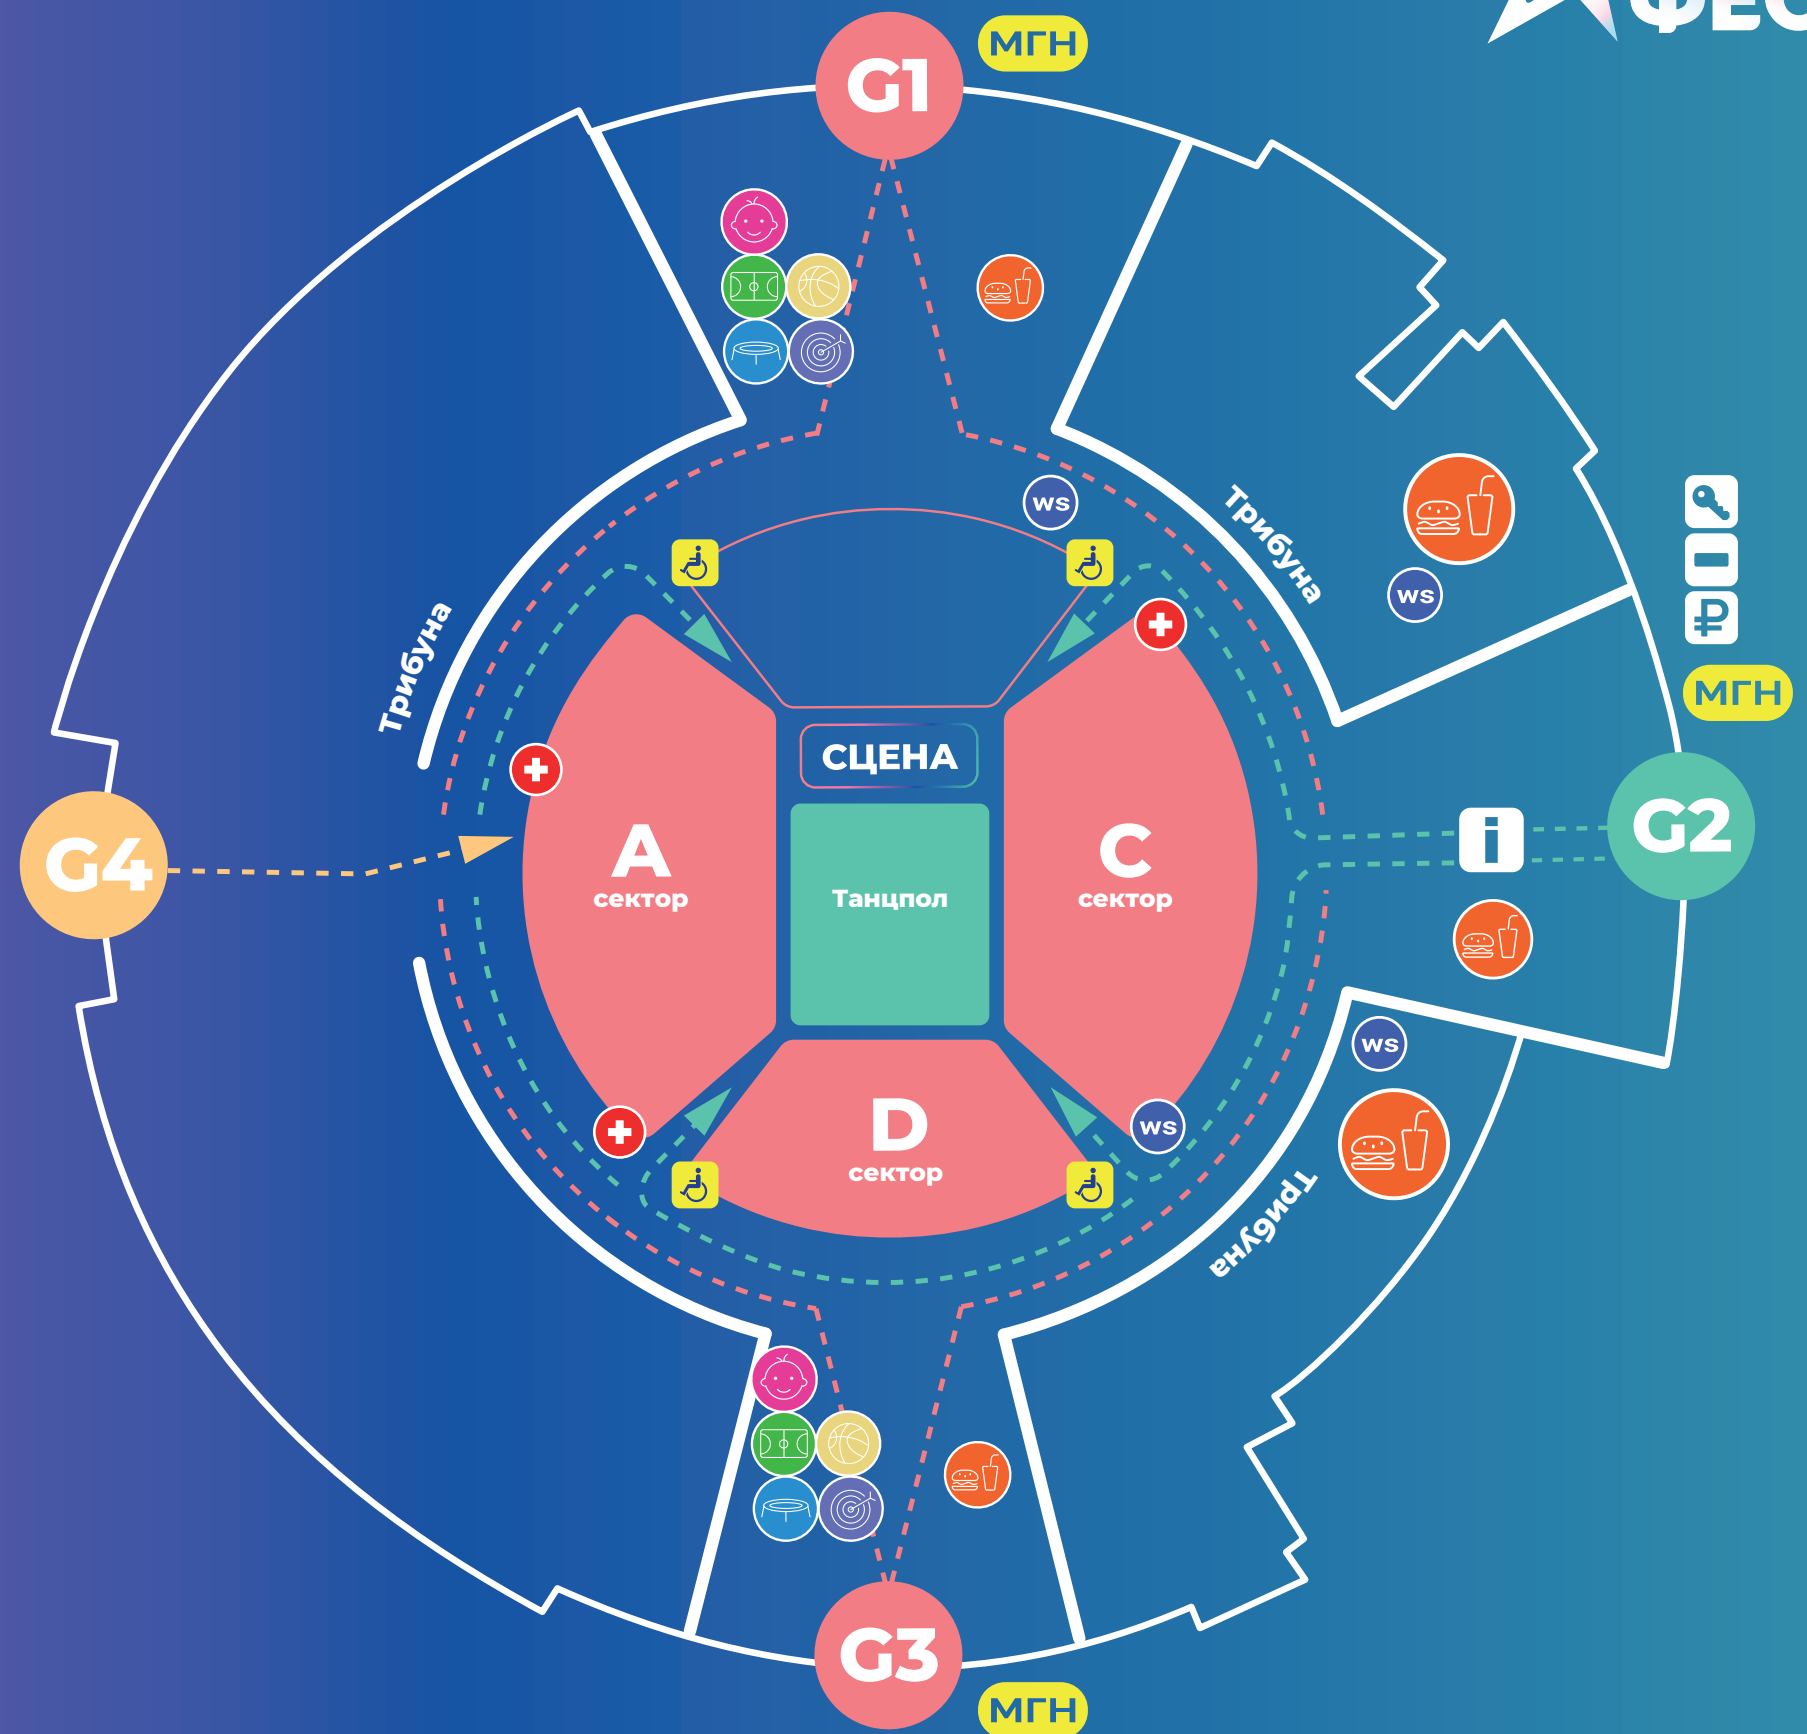 ФЕС
G1
МГН
ws
Трибуна
ws
Трибуна
МГН
СЦЕНА
G4
А
сектор
Танцпол
С
сектор
i
G2
ws
D
сектор
ws
Трибуна
G3
МГН